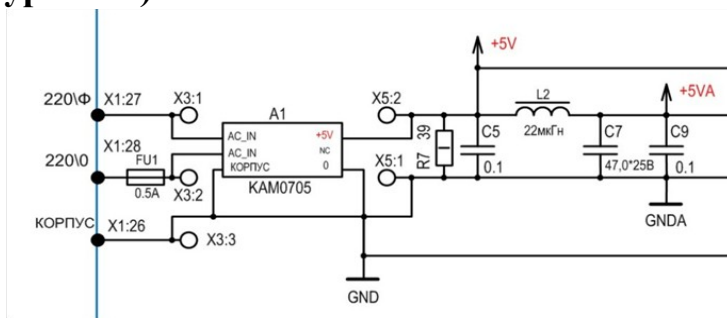 +5V
+5VA
220\Ф
X1:27
X3:1
A1
X5:2
L2
22мкГн
AC_IN
+5V
AC_IN
NC
КОРПУС
0
KAM0705
R7
39
C5
0.1
C7
47,0*25В
C9
0.1
220\0
X1:28
FU1
0.5A
X3:2
X5:1
КОРПУС
X1:26
X3:3
GNDA
GND